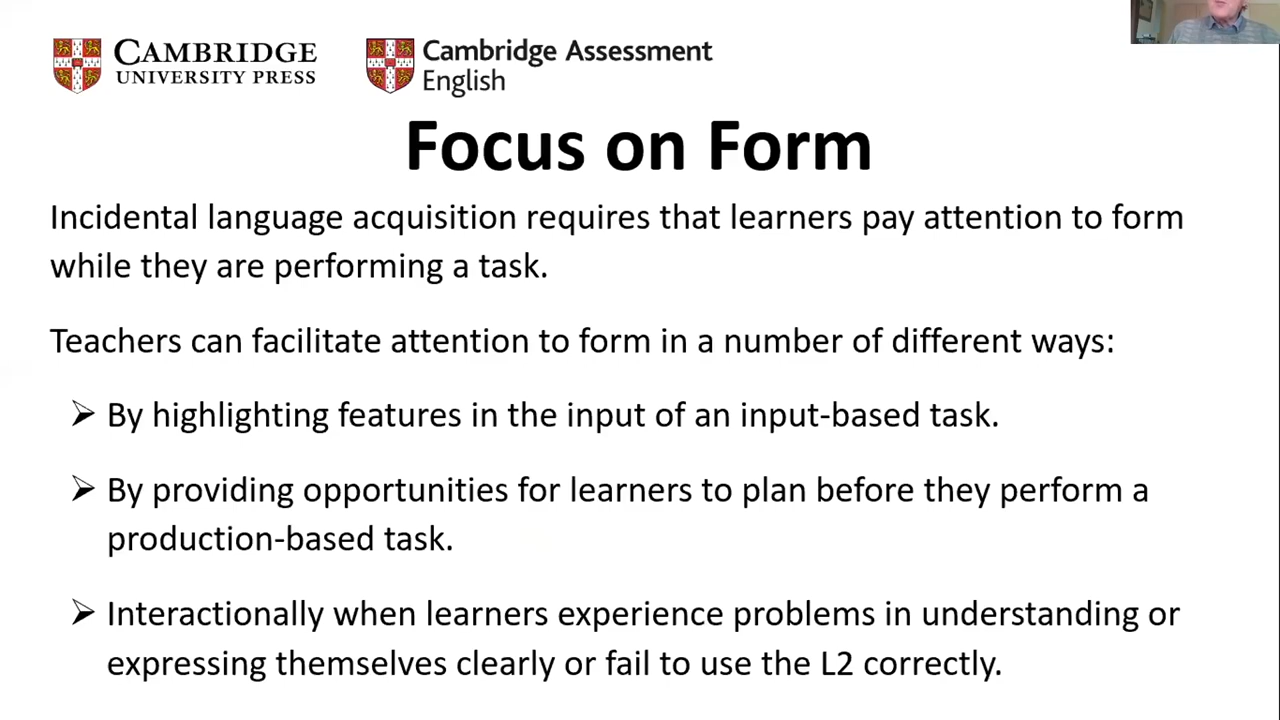 CAMBRIDGE
UNIVERSITY PRESS
Cambridge Assessment
English
Focus on Form
Incidental language acquisition requires that learners pay attention to form
while they are performing a task.
Teachers can facilitate attention to form in a number of different ways:
➢ By highlighting features in the input of an input-based task.
➢ By providing opportunities for learners to plan before they perform a
production-based task.
➢ Interactionally when learners experience problems in understanding or
expressing themselves clearly or fail to use the L2 correctly.